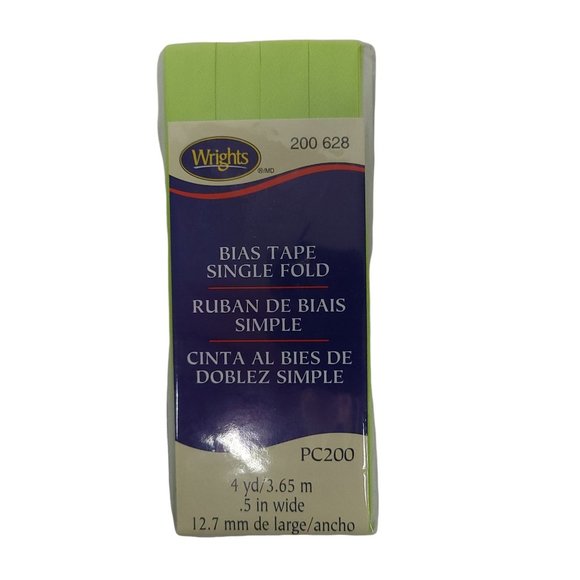 Wrights
®/MD
200 628
BIAS TAPE
SINGLE FOLD
RUBAN DE BIAIS
SIMPLE
CINTA AL BIES DE
DOBLEZ SIMPLE
PC200
4 yd/3.65 m
.5 in wide
12.7 mm de large/ancho